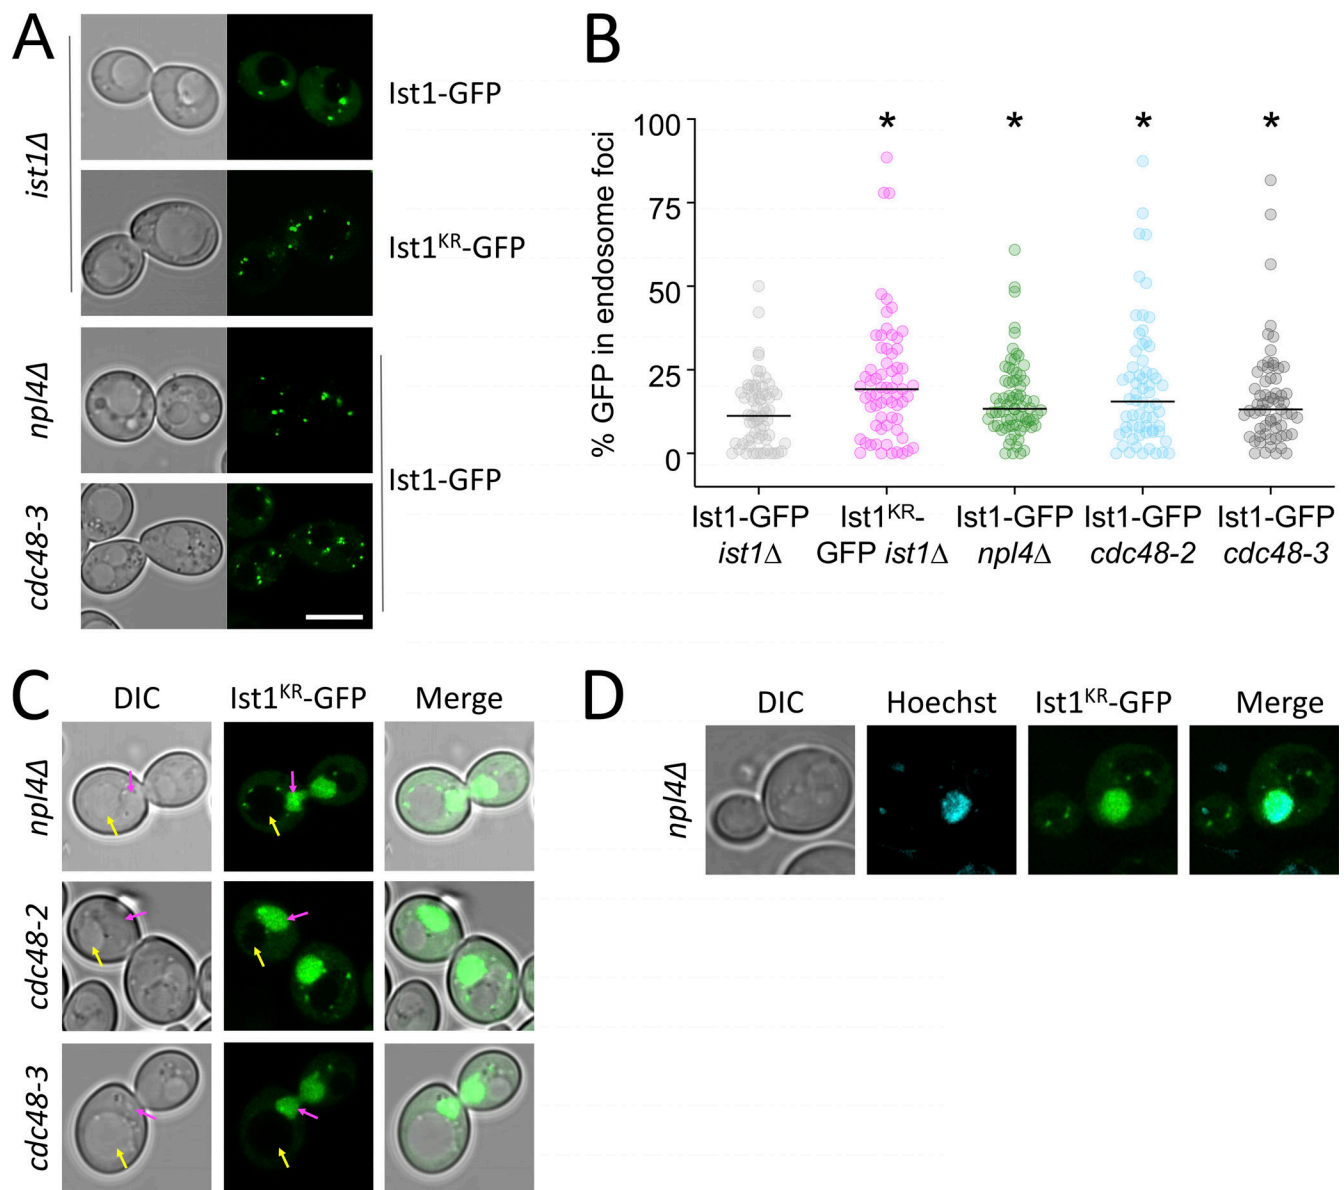 A
ist1Δ
Ist1-GFP
Ist1KR-GFP
npl4Δ
cdc48-3
Ist1-GFP
B
% GFP in endosome foci
100
75
50
25
0
* * * *
Ist1-GFP ist1Δ
Ist1KR-GFP ist1Δ
Ist1-GFP npl4Δ
Ist1-GFP cdc48-2
Ist1-GFP cdc48-3
C
DIC Ist1KR-GFP Merge
npl4Δ
cdc48-2
cdc48-3
D
DIC Hoechst Ist1KR-GFP Merge
npl4Δ